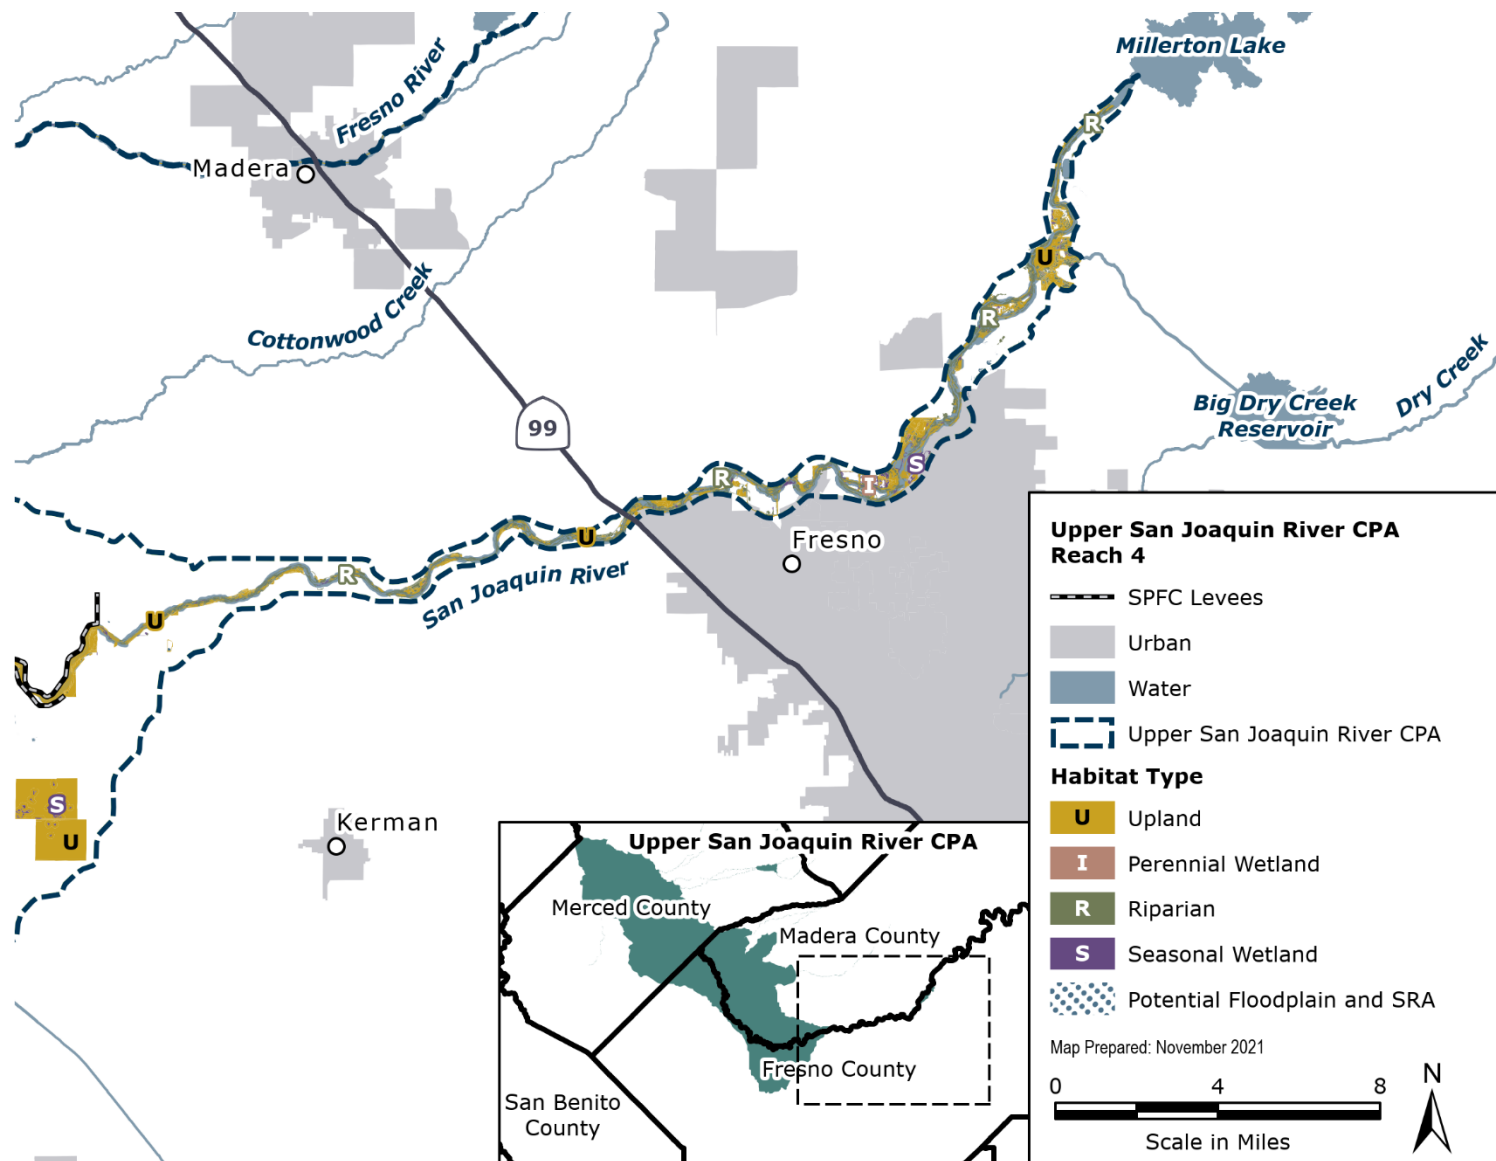 Millerton Lake
Fresno River
Madera
R
U
Cottonwood Creek
R
Big Dry Creek
Reservoir
Dry Creek
99
S
I
R
Fresno
U
San Joaquin River
R
U
S
U
Kerman
Upper San Joaquin River CPA
Reach 4
SPFC Levees
Urban
Water
Upper San Joaquin River CPA
Habitat Type
U Upland
I Perennial Wetland
R Riparian
S Seasonal Wetland
Potential Floodplain and SRA
Map Prepared: November 2021
0 4 8
Scale in Miles
N
Upper San Joaquin River CPA
Merced County
Madera County
Fresno County
San Benito
County